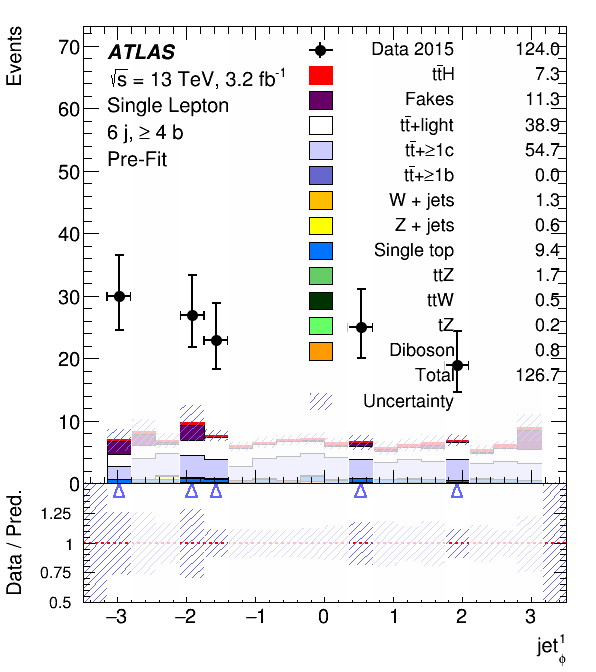 Events
70
60
50
40
30
20
10
0
ATLAS
√s = 13 TeV, 3.2 fb⁻¹
Single Lepton
6 j, ≥ 4 b
Pre-Fit
Data 2015 124.0
tt̄H 7.3
Fakes 11.3
tt̄+light 38.9
tt̄+≥1c 54.7
tt̄+≥1b 0.0
W + jets 1.3
Z + jets 0.6
Single top 9.4
ttZ 1.7
ttW 0.5
tZ 0.2
Diboson 0.8
Total 126.7
Uncertainty
Data / Pred.
1.25
1
0.75
0.5
−3 −2 −1 0 1 2 3
jet¹_ϕ